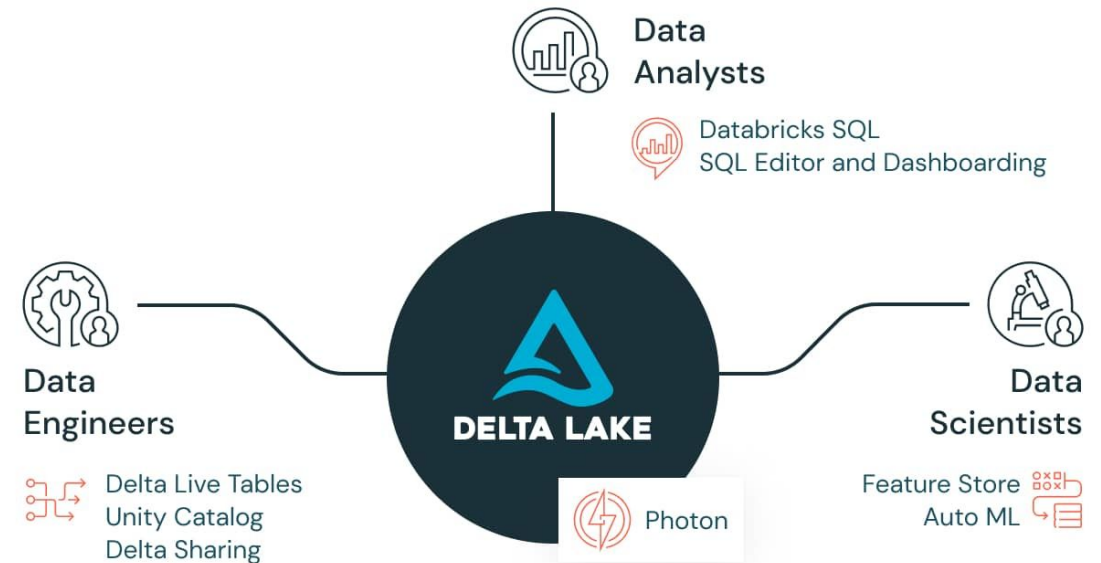 Data
Analysts
Databricks SQL
SQL Editor and Dashboarding
Data
Engineers
Delta Live Tables
Unity Catalog
Delta Sharing
DELTA LAKE
Photon
Data
Scientists
Feature Store
Auto ML